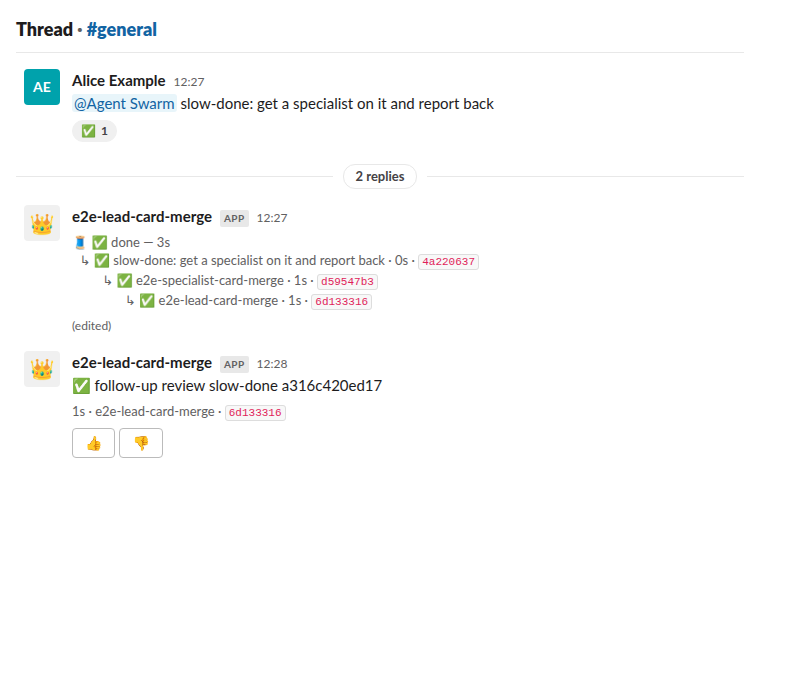 Thread • #general
AE
Alice Example 12:27
@Agent Swarm slow-done: get a specialist on it and report back
✅ 1
2 replies
e2e-lead-card-merge APP 12:27
🧵 ✅ done — 3s
↳ ✅ slow-done: get a specialist on it and report back · 0s · 4a220637
↳ ✅ e2e-specialist-card-merge · 1s · d59547b3
↳ ✅ e2e-lead-card-merge · 1s · 6d133316
(edited)
e2e-lead-card-merge APP 12:28
✅ follow-up review slow-done a316c420ed17
1s · e2e-lead-card-merge · 6d133316
👍 👎